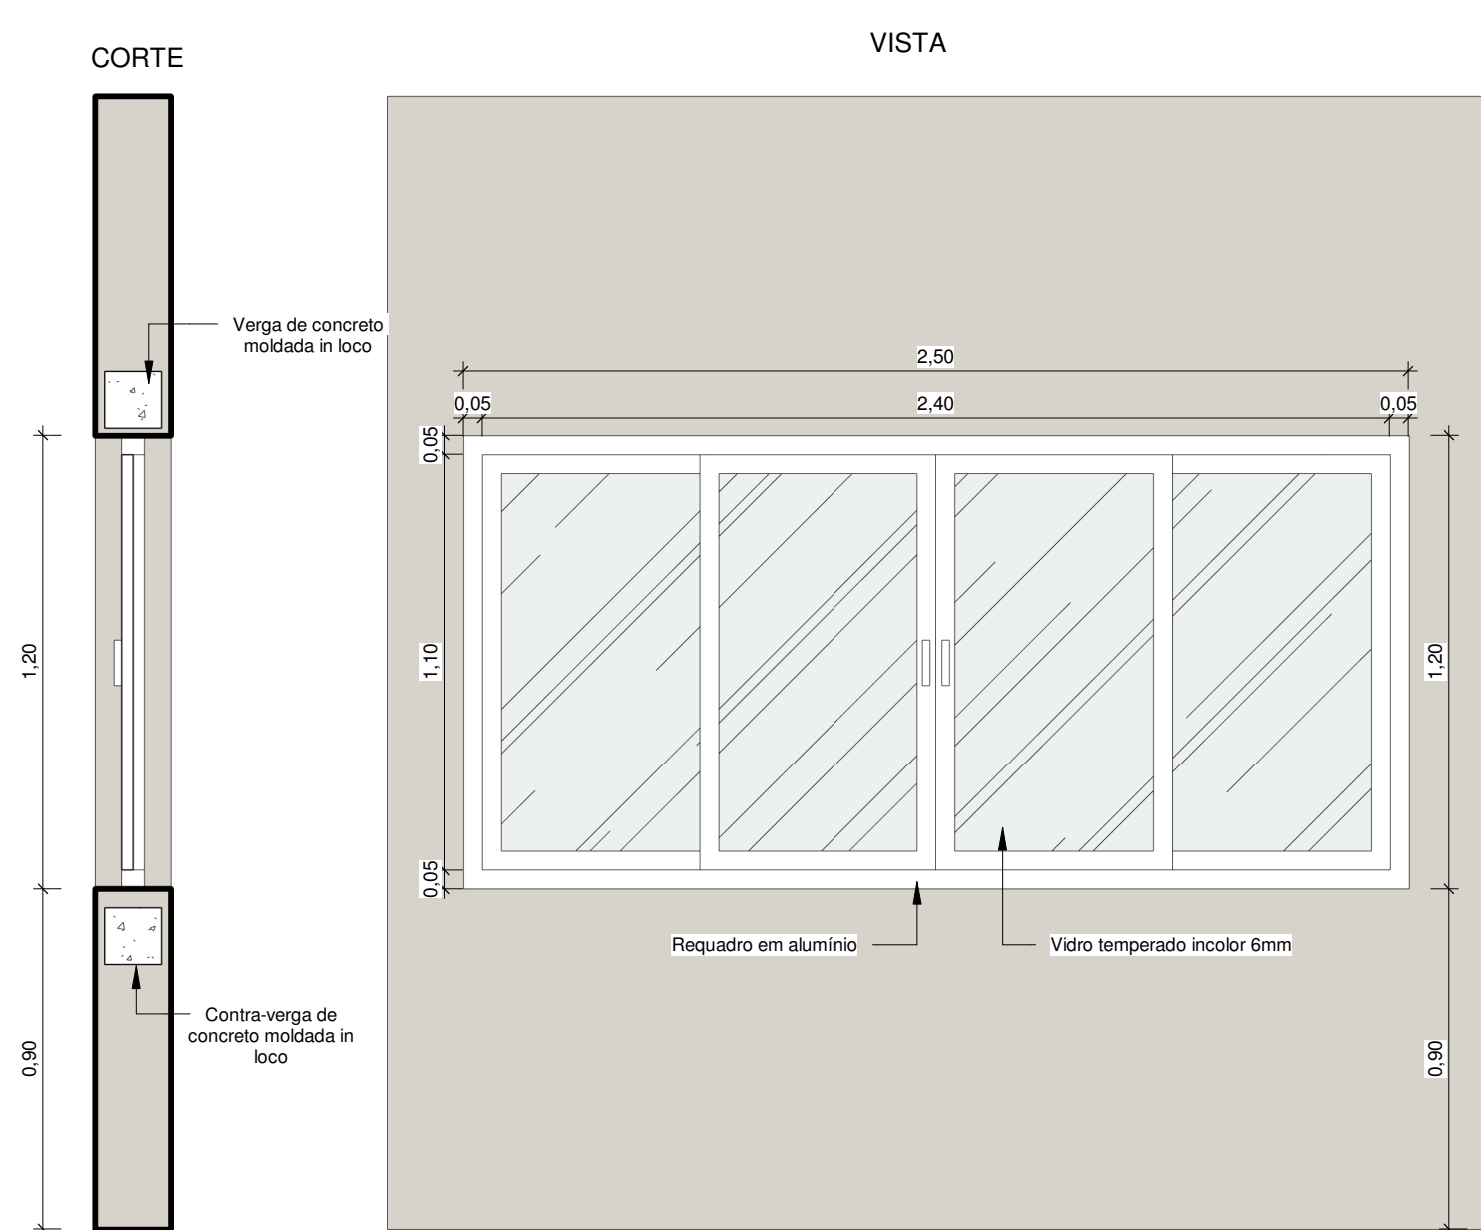 CORTE
VISTA
Verga de concreto
moldada in loco
2,50
0,05
2,40
0,05
0,05
1,20
1,10
1,20
0,05
Requadro em alumínio
Vidro temperado incolor 6mm
Contra-verga de
concreto moldada in
loco
0,90
0,90